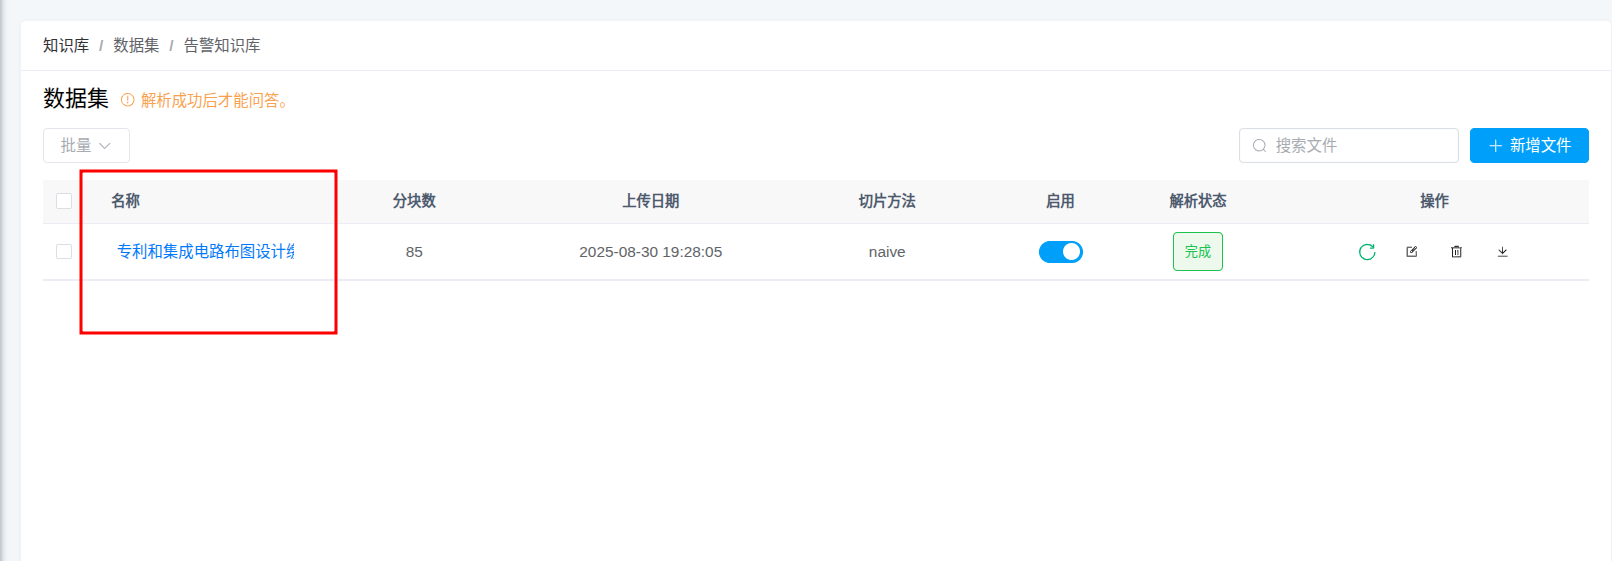 知识库 / 数据集 / 告警知识库
数据集 解析成功后才能问答。
批量 搜索文件 新增文件
名称 分块数 上传日期 切片方法 启用 解析状态 操作
专利和集成电路布图设计 85 2025-08-30 19:28:05 naive 完成